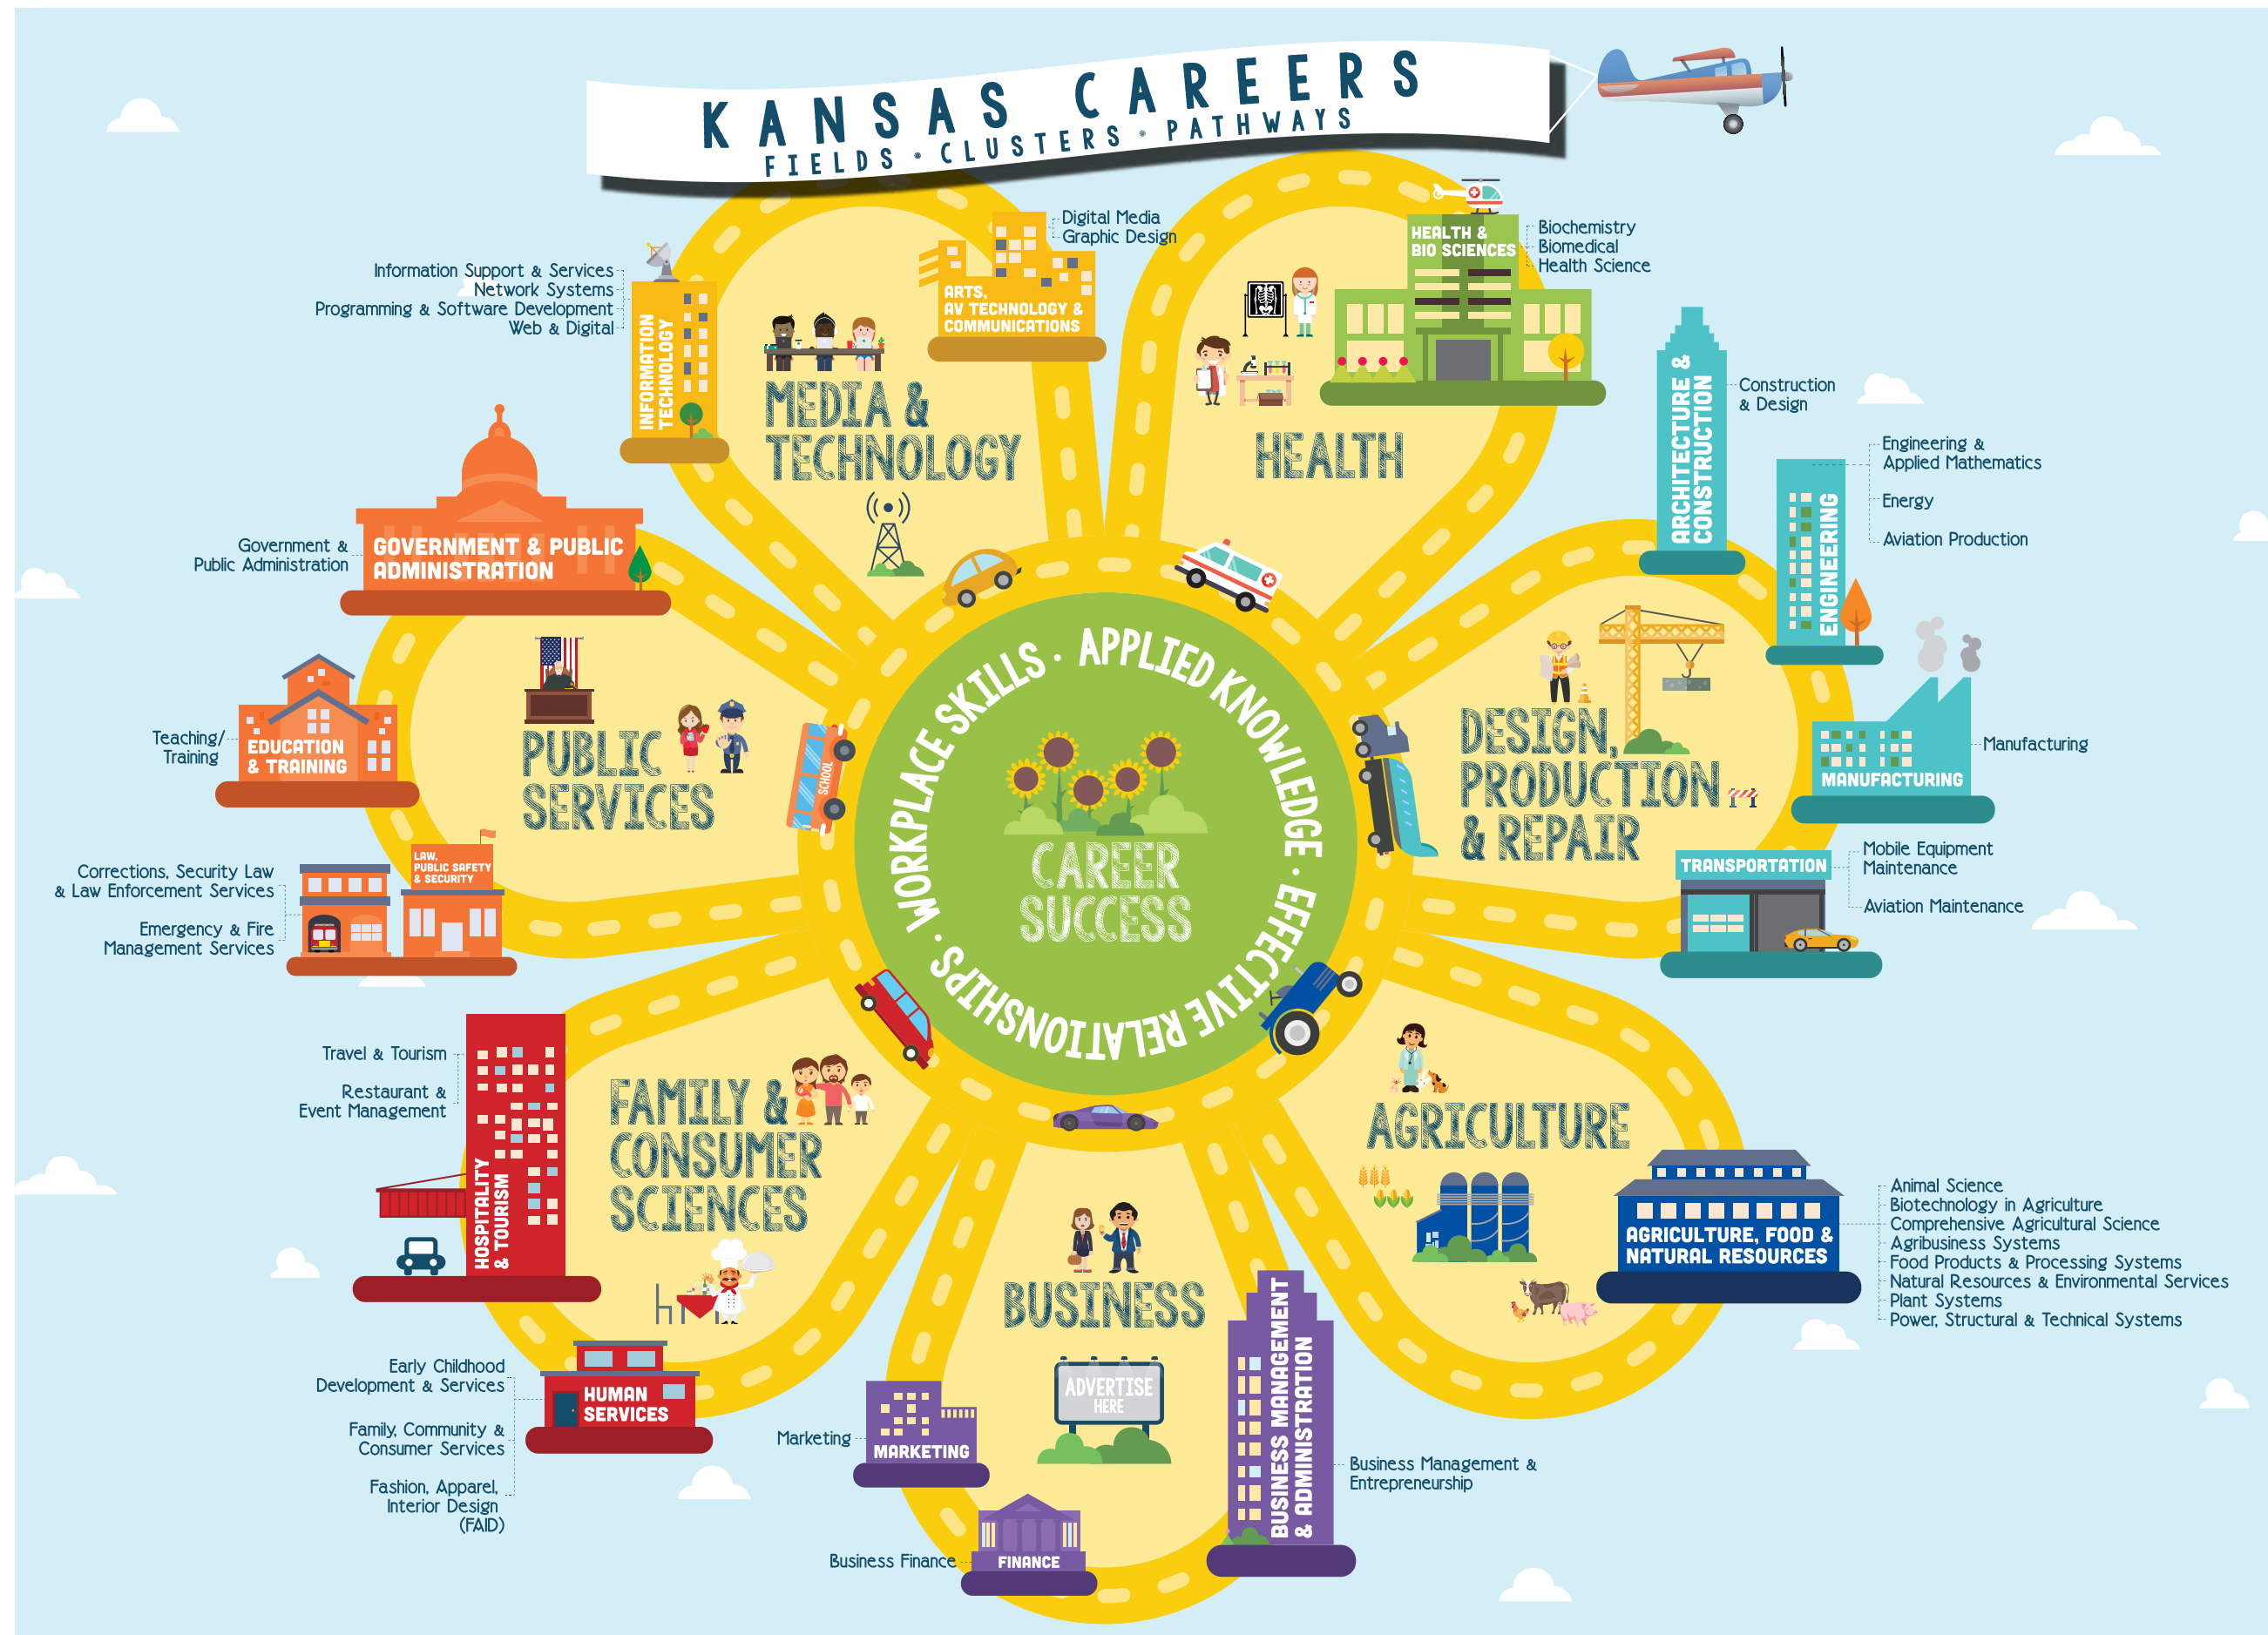 KANSAS CAREERS
FIELDS • CLUSTERS • PATHWAYS
Information Support & Services
Network Systems
Programming & Software Development
Web & Digital
INFORMATION
TECHNOLOGY
Digital Media
Graphic Design
ARTS,
AV TECHNOLOGY &
COMMUNICATIONS
MEDIA &
TECHNOLOGY
HEALTH &
BIO SCIENCES
Biochemistry
Biomedical
Health Science
HEALTH
ARCHITECTURE &
CONSTRUCTION
Construction
& Design
ENGINEERING
Engineering &
Applied Mathematics
Energy
Aviation Production
MANUFACTURING
Manufacturing
DESIGN,
PRODUCTION
& REPAIR
TRANSPORTATION
Mobile Equipment
Maintenance
Aviation Maintenance
Government &
Public Administration
GOVERNMENT & PUBLIC
ADMINISTRATION
Teaching/
Training
EDUCATION
& TRAINING
PUBLIC
SERVICES
SCHOOL
Corrections, Security Law
& Law Enforcement Services
Emergency & Fire
Management Services
LAW,
PUBLIC SAFETY
& SECURITY
WORKPLACE SKILLS • APPLIED KNOWLEDGE • EFFECTIVE RELATIONSHIPS •
CAREER
SUCCESS
Travel & Tourism
Restaurant &
Event Management
HOSPITALITY
& TOURISM
FAMILY &
CONSUMER
SCIENCES
Early Childhood
Development & Services
Family, Community &
Consumer Services
Fashion, Apparel,
Interior Design
(FAID)
HUMAN
SERVICES
BUSINESS
ADVERTISE
HERE
Marketing
MARKETING
Business Finance
FINANCE
BUSINESS MANAGEMENT
& ADMINISTRATION
Business Management &
Entrepreneurship
AGRICULTURE
AGRICULTURE, FOOD &
NATURAL RESOURCES
Animal Science
Biotechnology in Agriculture
Comprehensive Agricultural Science
Agribusiness Systems
Food Products & Processing Systems
Natural Resources & Environmental Services
Plant Systems
Power, Structural & Technical Systems